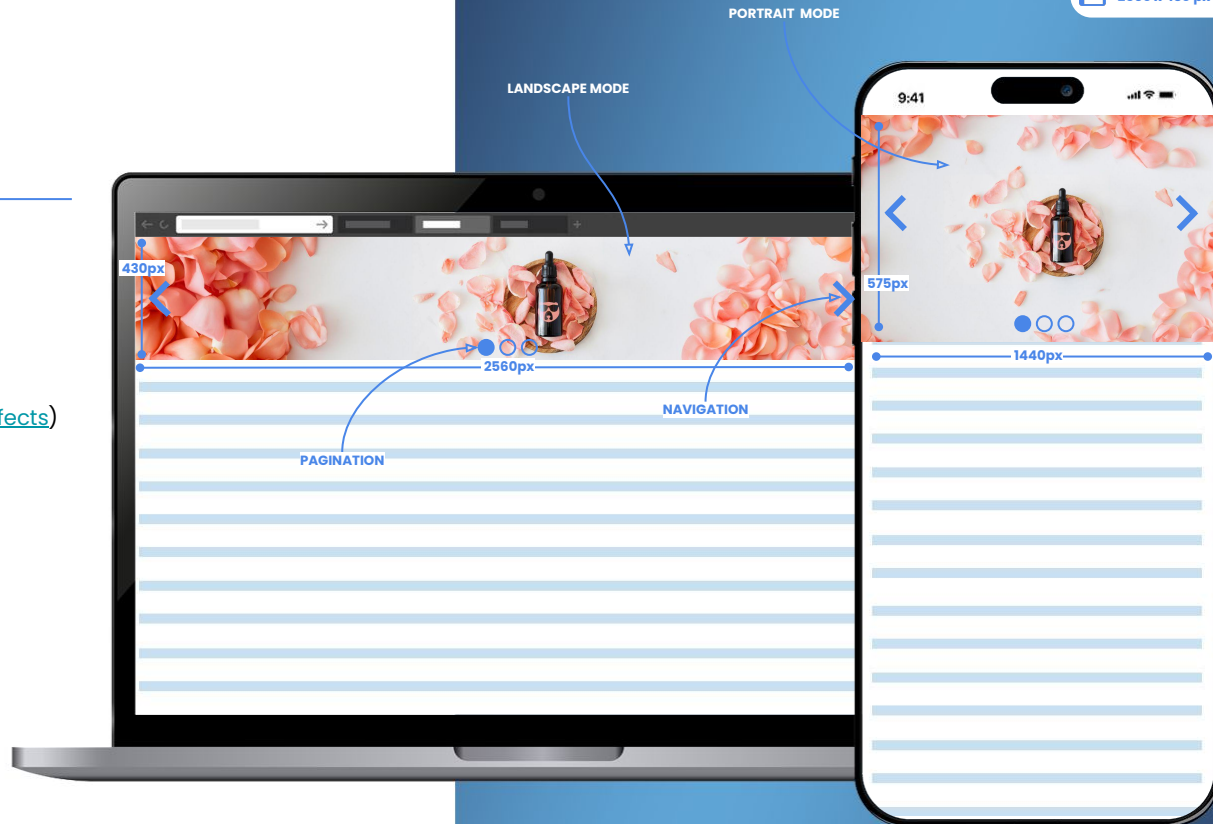 PORTRAIT MODE
LANDSCAPE MODE
9:41
430px
575px
2560px
1440px
NAVIGATION
fects)
PAGINATION